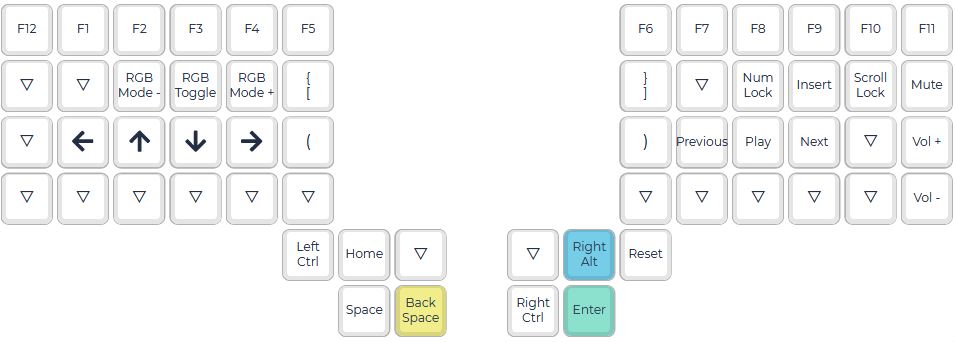 F12 F1 F2 F3 F4 F5 F6 F7 F8 F9 F10 F11
▽ ▽ RGB Mode - RGB Toggle RGB Mode + { [ } ] ▽ Num Lock Insert Scroll Lock Mute
▽ ← ↑ ↓ → ( ) Previous Play Next ▽ Vol +
▽ ▽ ▽ ▽ ▽ ▽ ▽ ▽ ▽ ▽ ▽ Vol -
Left Ctrl Home ▽ ▽ Right Alt Reset
Space Back Space Right Ctrl Enter